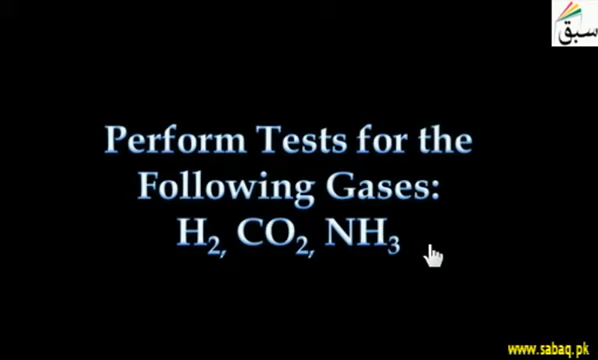 سبق
Perform Tests for the
Following Gases:
H₂, CO₂, NH₃
www.sabaq.pk